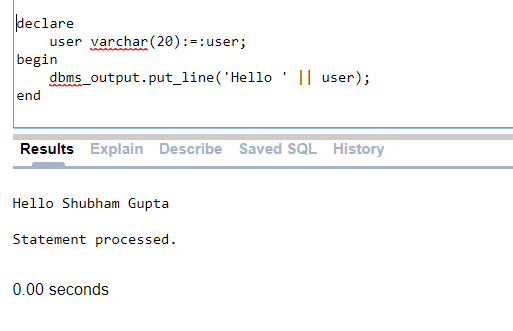 declare
user varchar(20):=:user;
begin
dbms_output.put_line('Hello ' || user);
end
Results Explain Describe Saved SQL History
Hello Shubham Gupta
Statement processed.
0.00 seconds